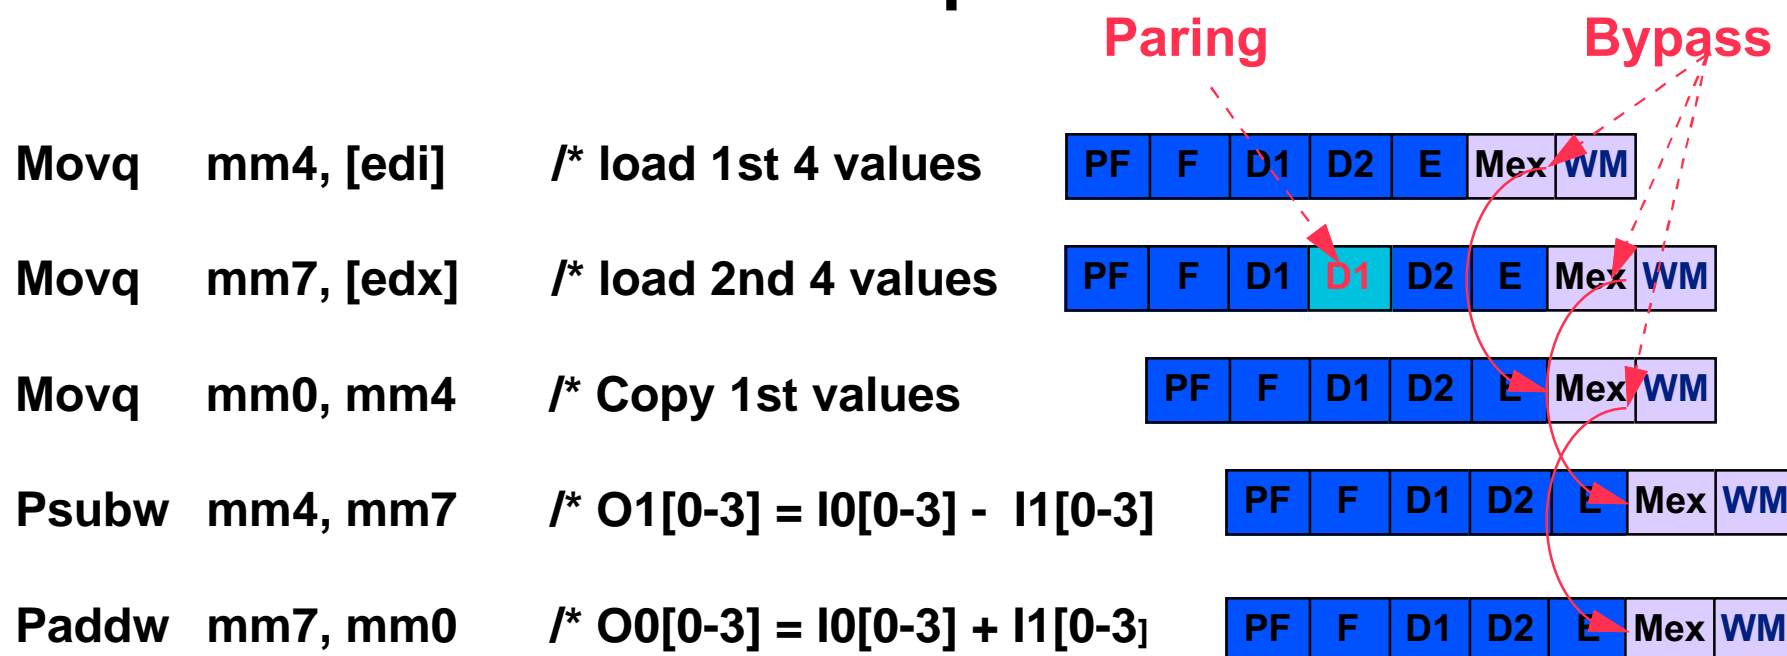 Paring Bypass
Movq mm4, [edi] /* load 1st 4 values PF F D1 D2 E Mex WM
Movq mm7, [edx] /* load 2nd 4 values PF F D1 D1 D2 E Mex WM
Movq mm0, mm4 /* Copy 1st values PF F D1 D2 E Mex WM
Psubw mm4, mm7 /* O1[0-3] = I0[0-3] - I1[0-3] PF F D1 D2 E Mex WM
Paddw mm7, mm0 /* O0[0-3] = I0[0-3] + I1[0-3] PF F D1 D2 E Mex WM